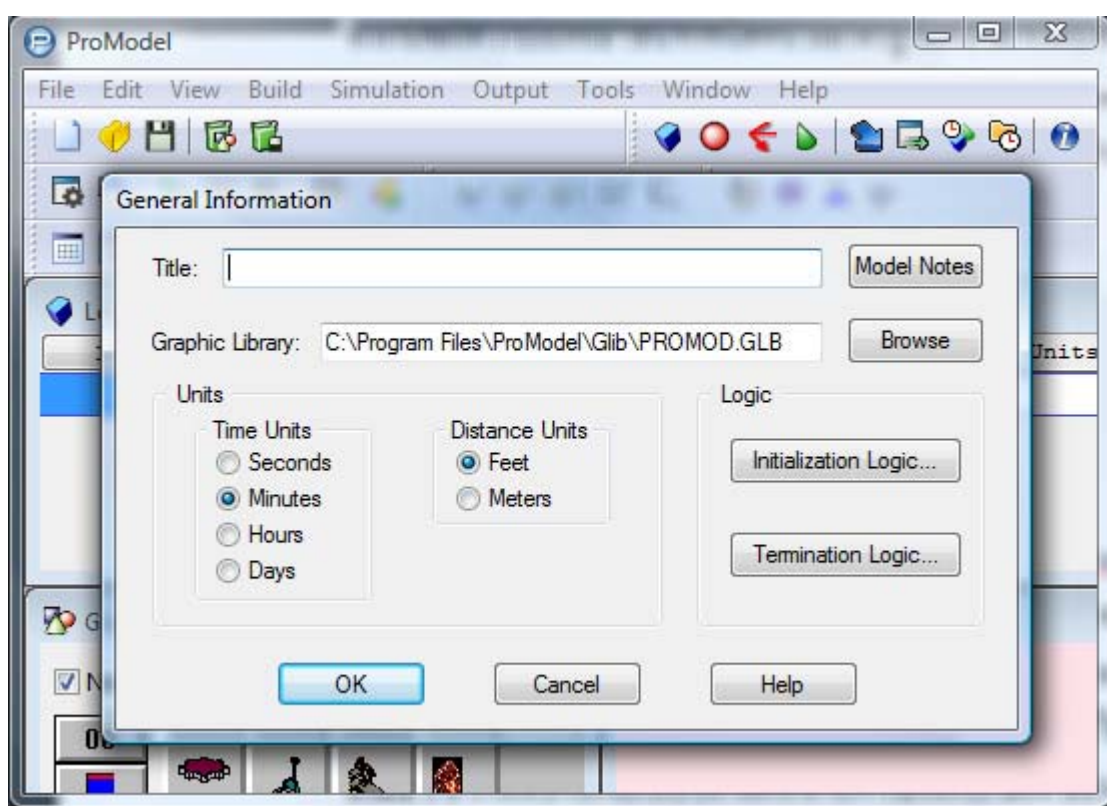 ProModel
File Edit View Build Simulation Output Tools Window Help
General Information
Title:
Model Notes
Graphic Library: C:\Program Files\ProModel\Glib\PROMOD.GLB
Browse
Units
Logic
Time Units
Distance Units
Seconds
Feet
Initialization Logic...
Minutes
Meters
Hours
Termination Logic...
Days
OK
Cancel
Help
Units